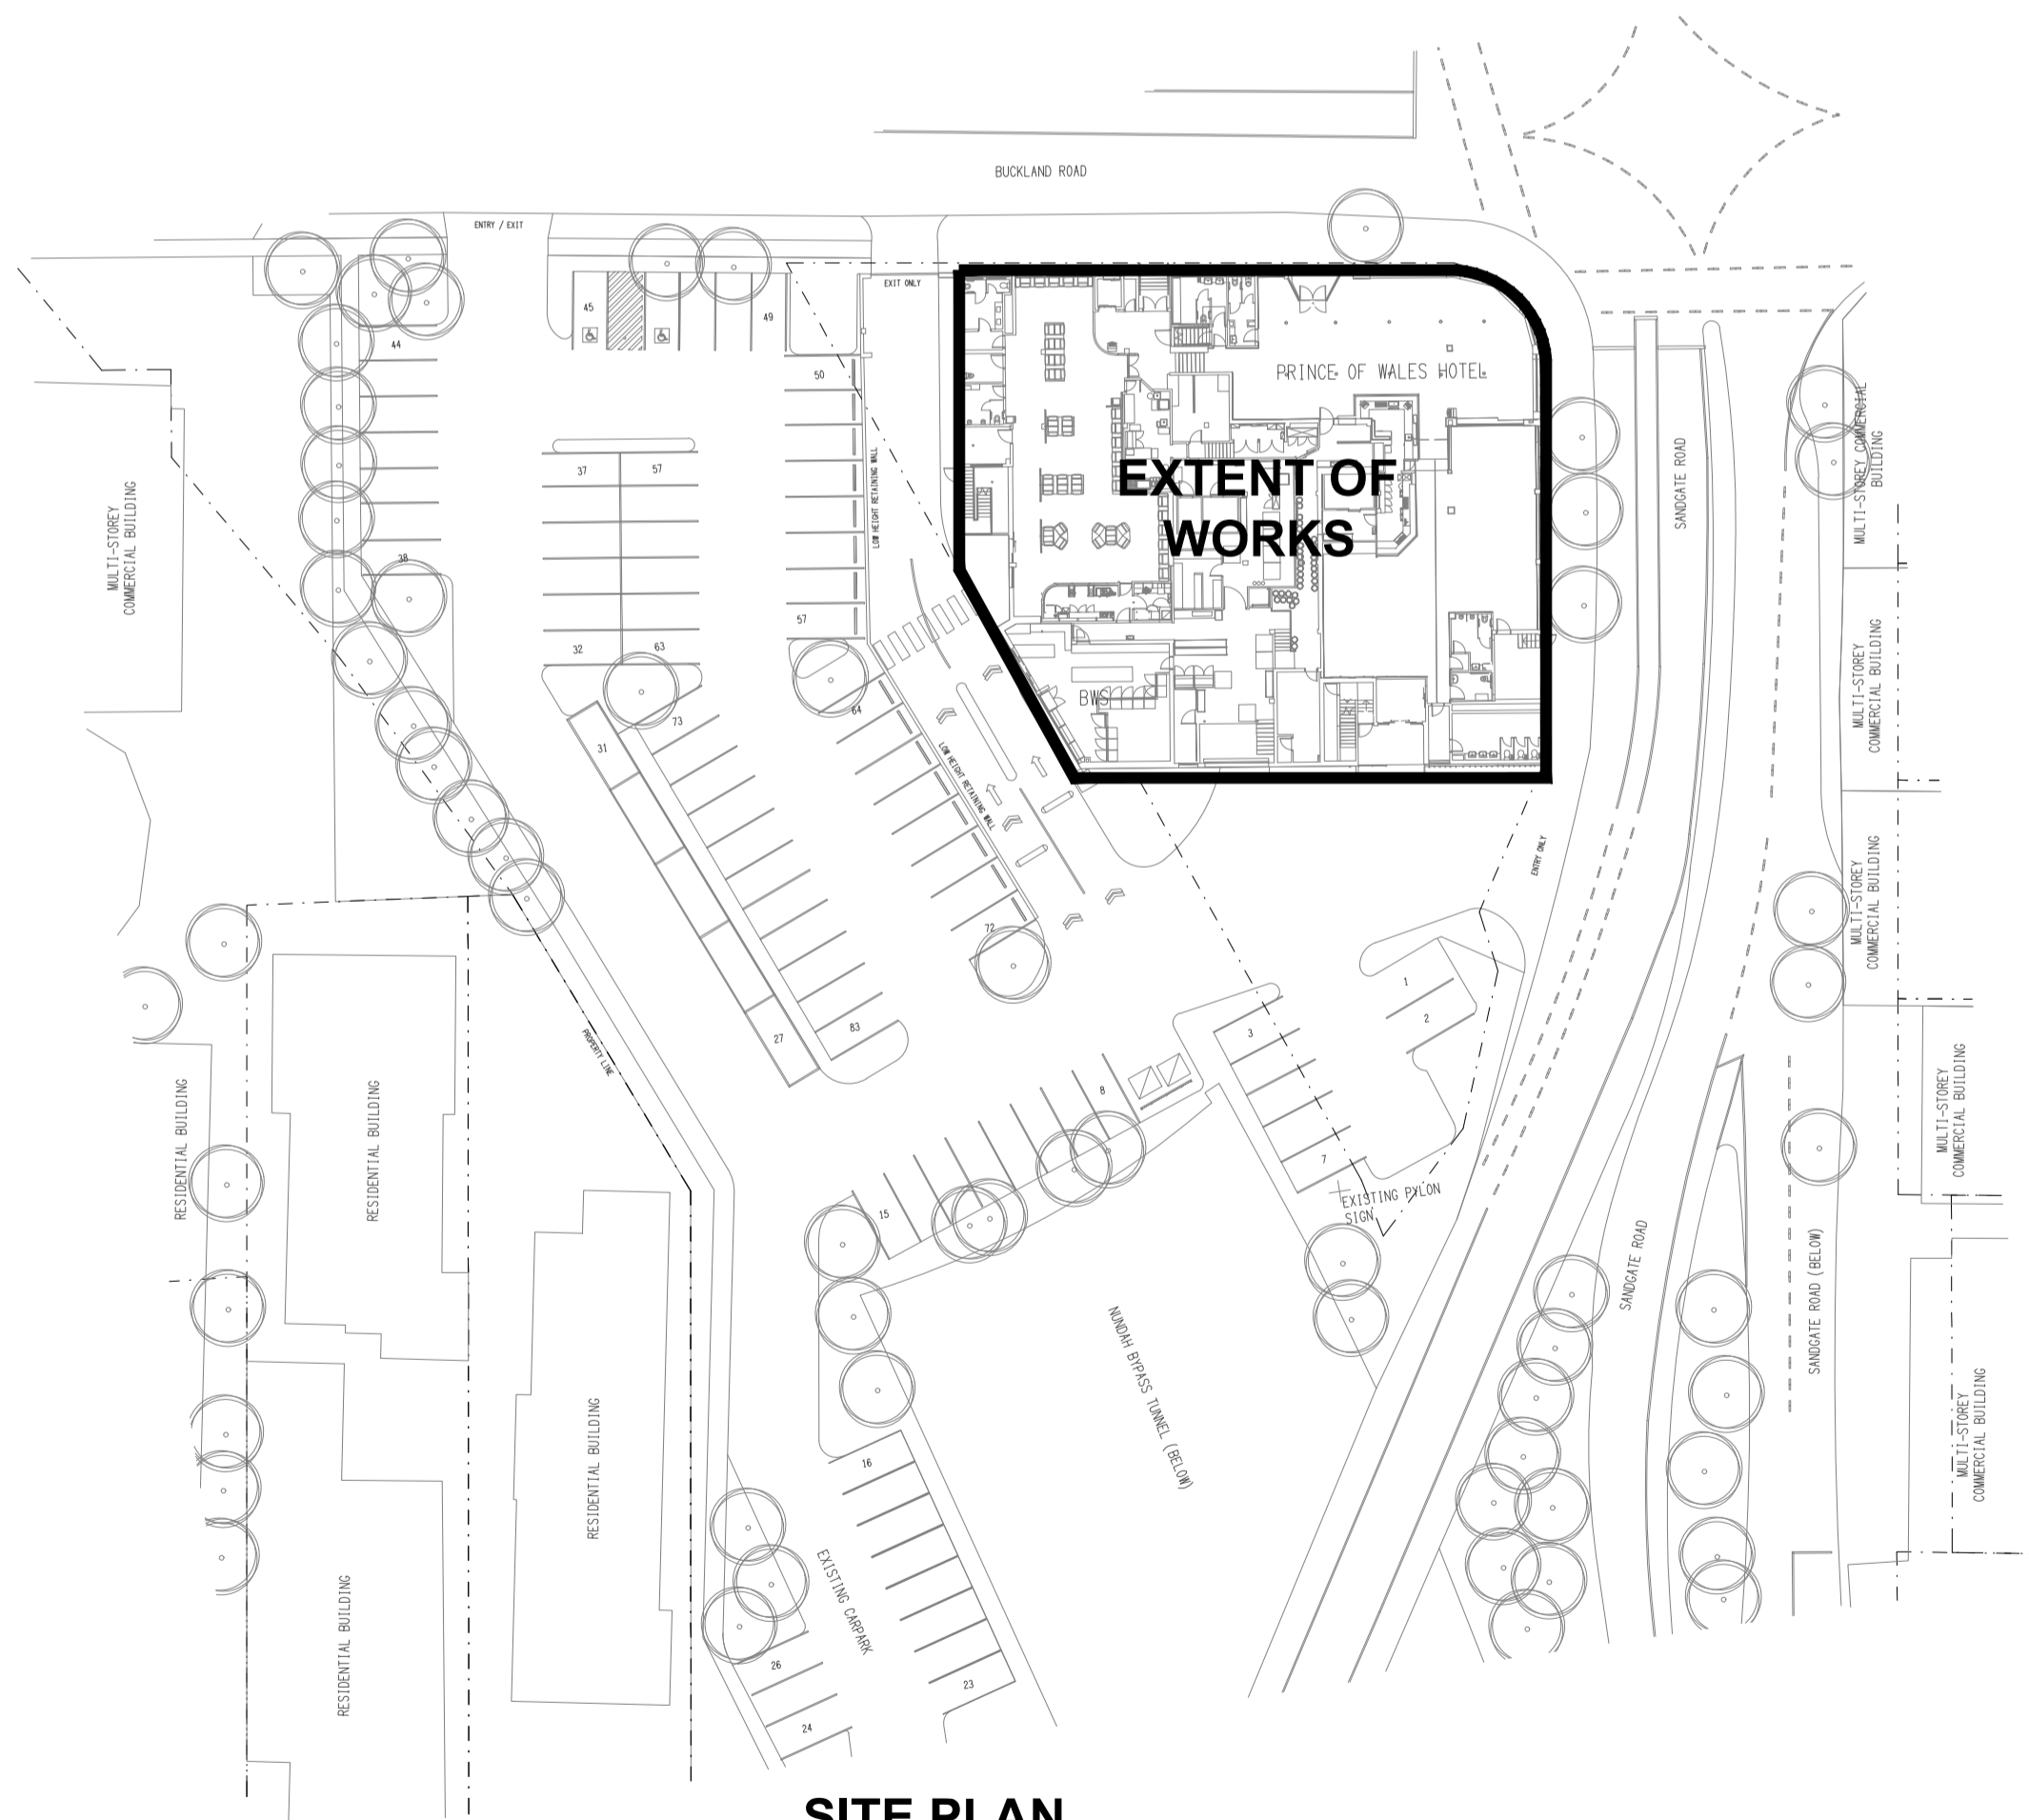 BUCKLAND ROAD
ENTRY / EXIT
EXIT ONLY
45
49
44
50
PRINCE OF WALES HOTEL
EXTENT OF
WORKS
SANDGATE ROAD
MULTI-STOREY COMMERCIAL
BUILDING
MULTI-STOREY
COMMERCIAL BUILDING
37
57
LOW HEIGHT RETAINING WALL
38
32
63
57
MULTI-STOREY
COMMERCIAL BUILDING
BWS
64
73
31
LOW HEIGHT RETAINING WALL
ENTRY ONLY
MULTI-STOREY
COMMERCIAL BUILDING
72
1
2
3
83
27
PROPERTY LINE
8
7
MULTI-STOREY
COMMERCIAL BUILDING
RESIDENTIAL BUILDING
RESIDENTIAL BUILDING
EXISTING PYLON
SIGN
15
SANDGATE ROAD
SANDGATE ROAD (BELOW)
NUNDAH BYPASS TUNNEL (BELOW)
MULTI-STOREY
COMMERCIAL BUILDING
RESIDENTIAL BUILDING
16
EXISTING CARPARK
RESIDENTIAL BUILDING
26
23
24
SITE PLAN